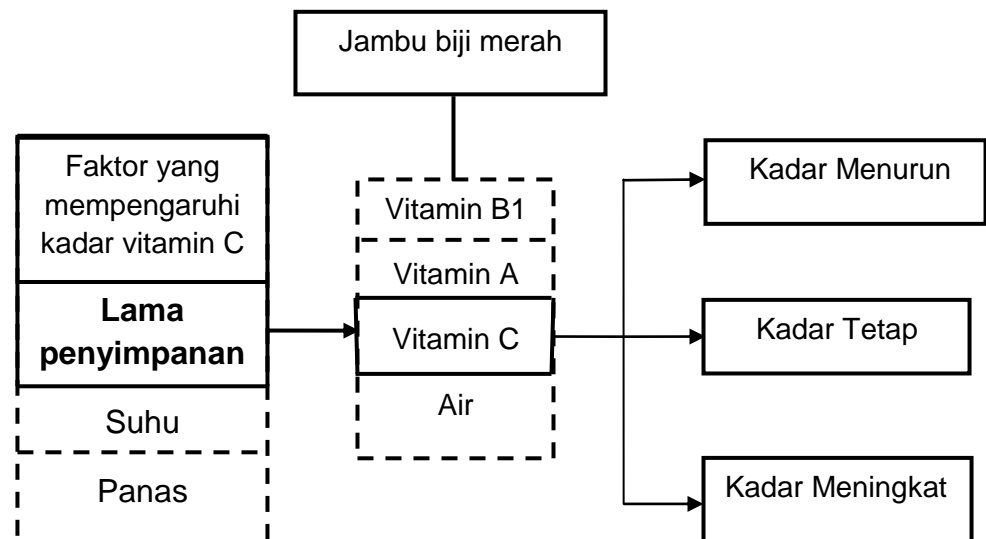 Jambu biji merah
Faktor yang
mempengaruhi
kadar vitamin C
Lama
penyimpanan
Suhu
Panas
Vitamin B1
Vitamin A
Vitamin C
Air
Kadar Menurun
Kadar Tetap
Kadar Meningkat